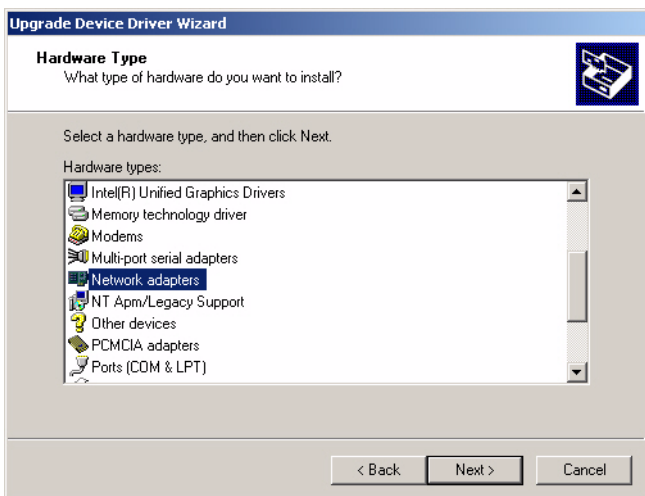 Upgrade Device Driver Wizard
Hardware Type
What type of hardware do you want to install?
Select a hardware type, and then click Next.
Hardware types:
Intel(R) Unified Graphics Drivers
Memory technology driver
Modems
Multi-port serial adapters
Network adapters
NT Apm/Legacy Support
Other devices
PCMCIA adapters
Ports (COM & LPT)
< Back Next > Cancel